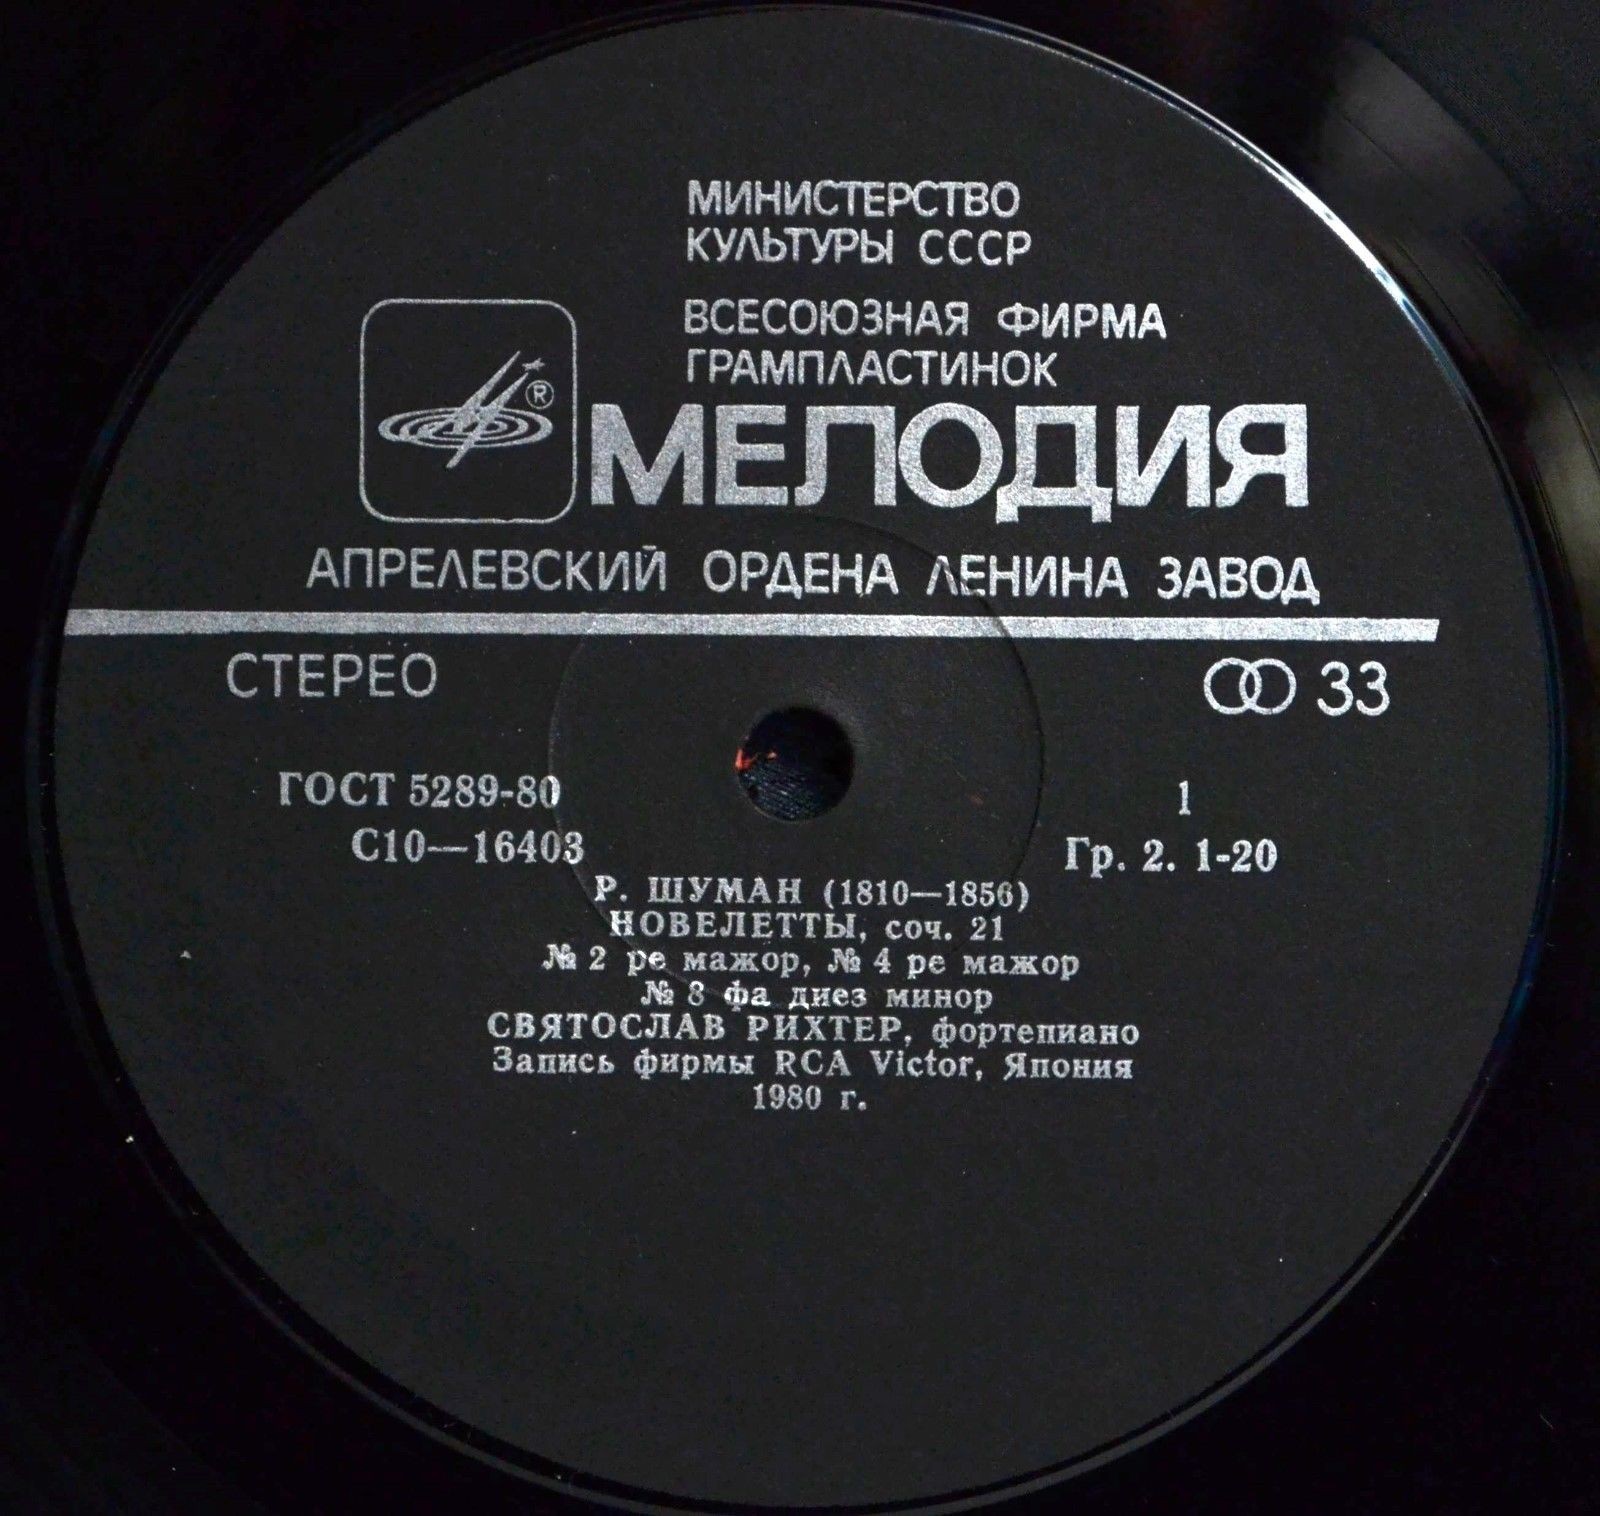 МИНИСТЕРСТВО
КУЛЬТУРЫ СССР
ВСЕСОЮЗНАЯ ФИРМА
ГРАМПЛАСТИНОК
®
МЕЛОДИЯ
АПРЕЛЕВСКИЙ ОРДЕНА ЛЕНИНА ЗАВОД
СТЕРЕО
33
ГОСТ 5289-80
1
С10—16403
Гр. 2. 1-20
Р. ШУМАН (1810—1856)
НОВЕЛЕТТЫ, соч. 21
№ 2 ре мажор, № 4 ре мажор
№ 8 фа диез минор
СВЯТОСЛАВ РИХТЕР, фортепиано
Запись фирмы RCA Victor, Япония
1980 г.